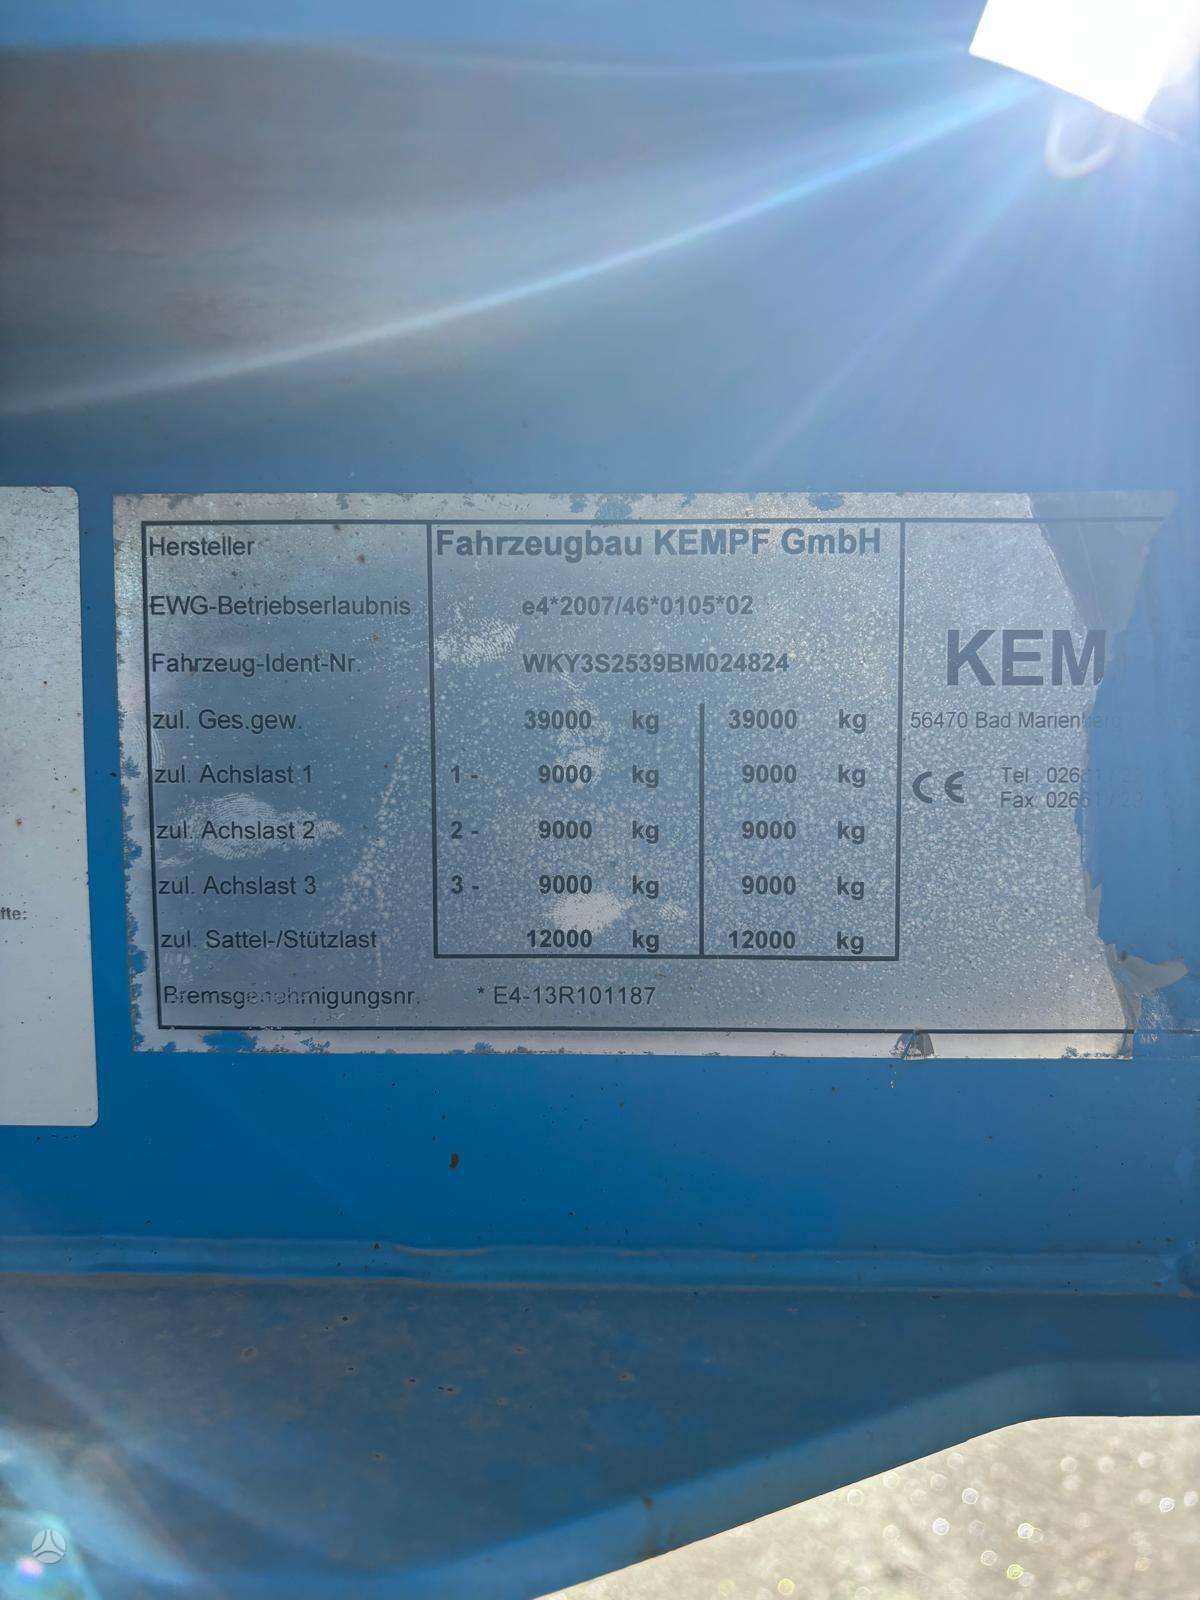 Hersteller Fahrzeugbau KEMPF GmbH
EWG-Betriebserlaubnis e4*2007/46*0105*02
Fahrzeug-Ident-Nr. WKY3S2539BM024824
KEM
zul. Ges.gew. 39000 kg 39000 kg
56470 Bad Marienberg
zul. Achslast 1 1 - 9000 kg 9000 kg
CE Tel
Fax
zul. Achslast 2 2 - 9000 kg 9000 kg
zul. Achslast 3 3 - 9000 kg 9000 kg
fte:
zul. Sattel-/Stützlast 12000 kg 12000 kg
Bremsgenehmigungsnr. * E4-13R101187